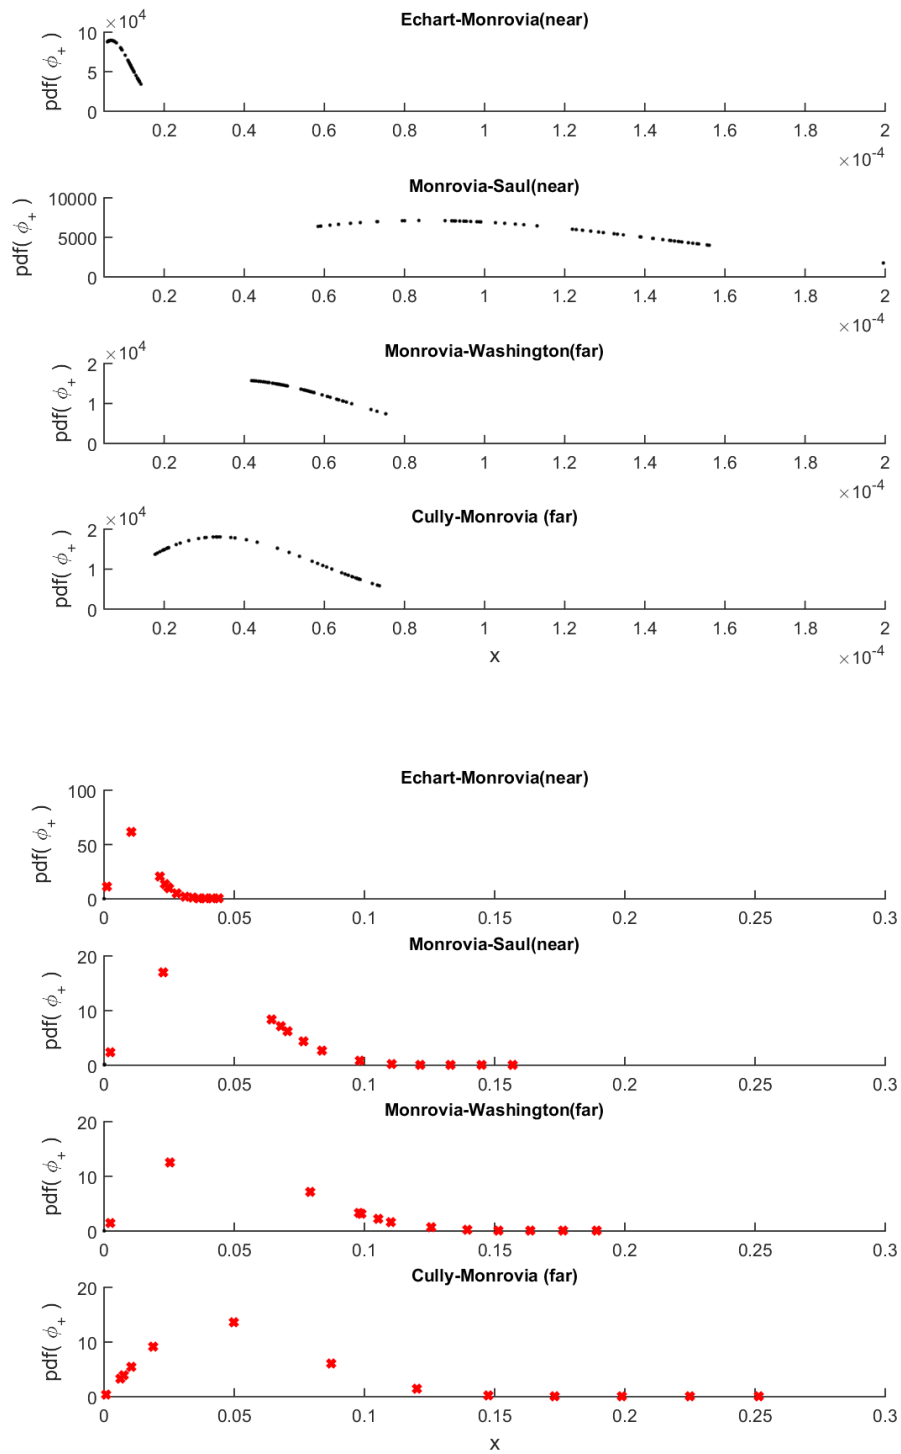 ×10⁴
Echart-Monrovia(near)
pdf( ϕ₊ )
10
5
0
0.2 0.4 0.6 0.8 1 1.2 1.4 1.6 1.8 2
×10⁻⁴
Monrovia-Saul(near)
pdf( ϕ₊ )
10000
5000
0
0.2 0.4 0.6 0.8 1 1.2 1.4 1.6 1.8 2
×10⁻⁴
×10⁴
Monrovia-Washington(far)
pdf( ϕ₊ )
2
1
0
0.2 0.4 0.6 0.8 1 1.2 1.4 1.6 1.8 2
×10⁻⁴
×10⁴
Cully-Monrovia (far)
pdf( ϕ₊ )
2
1
0
0.2 0.4 0.6 0.8 1 1.2 1.4 1.6 1.8 2
x
×10⁻⁴
Echart-Monrovia(near)
pdf( ϕ₊ )
100
50
0
0 0.05 0.1 0.15 0.2 0.25 0.3
Monrovia-Saul(near)
pdf( ϕ₊ )
20
10
0
0 0.05 0.1 0.15 0.2 0.25 0.3
Monrovia-Washington(far)
pdf( ϕ₊ )
20
10
0
0 0.05 0.1 0.15 0.2 0.25 0.3
Cully-Monrovia (far)
pdf( ϕ₊ )
20
10
0
0 0.05 0.1 0.15 0.2 0.25 0.3
x